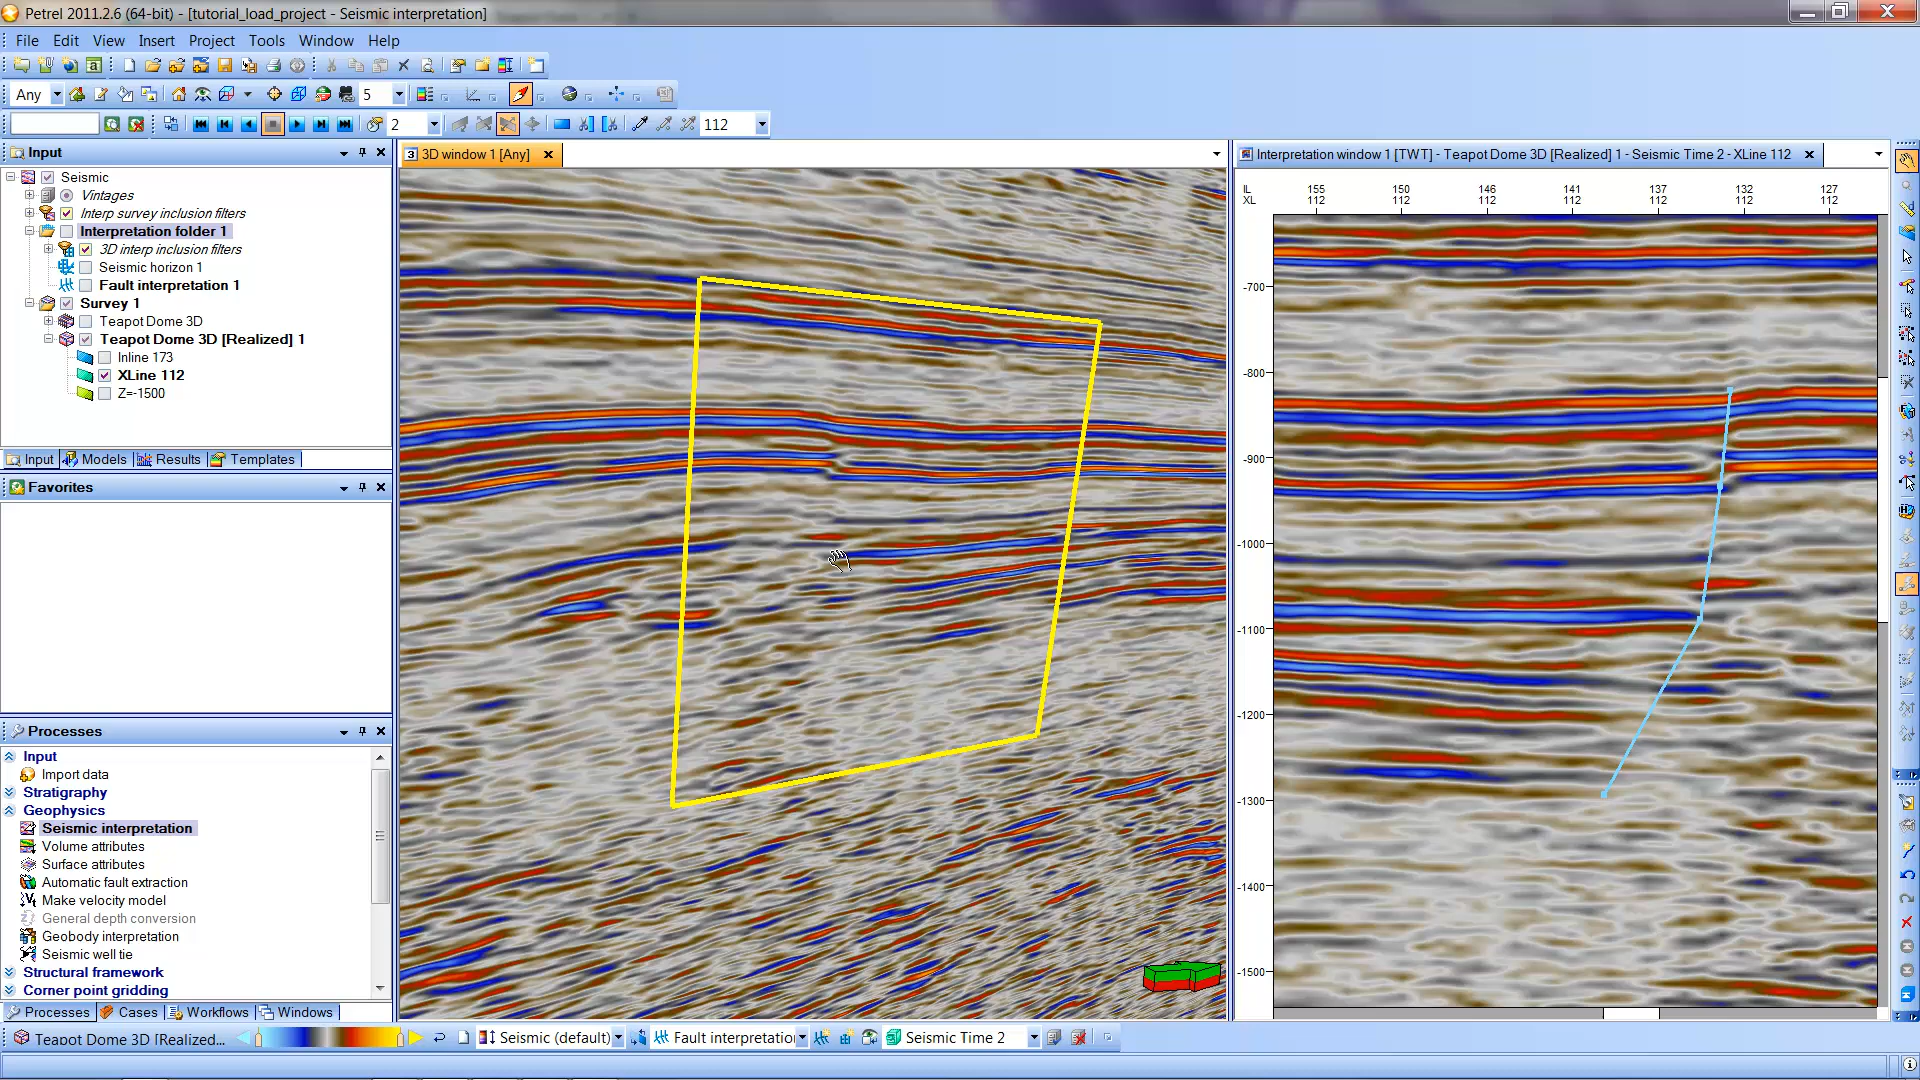 Petrel 2011.2.6 (64-bit) - [tutorial_load_project - Seismic interpretation]
File Edit View Insert Project Tools Window Help
Any 5
2 112
Input
Seismic
Vintages
Interp survey inclusion filters
Interpretation folder 1
3D interp inclusion filters
Seismic horizon 1
Fault interpretation 1
Survey 1
Teapot Dome 3D
Teapot Dome 3D [Realized] 1
Inline 173
XLine 112
Z=-1500
Input Models Results Templates
Favorites
Processes
Input
Import data
Stratigraphy
Geophysics
Seismic interpretation
Volume attributes
Surface attributes
Automatic fault extraction
Make velocity model
General depth conversion
Geobody interpretation
Seismic well tie
Structural framework
Corner point gridding
Processes Cases Workflows Windows
3 3D window 1 [Any]
Interpretation window 1 [TWT] - Teapot Dome 3D [Realized] 1 - Seismic Time 2 - XLine 112
IL 155 150 146 141 137 132 127
XL 112 112 112 112 112 112 112
-700
-800
-900
-1000
-1100
-1200
-1300
-1400
-1500
Teapot Dome 3D [Realized... Seismic (default) Fault interpretatio Seismic Time 2